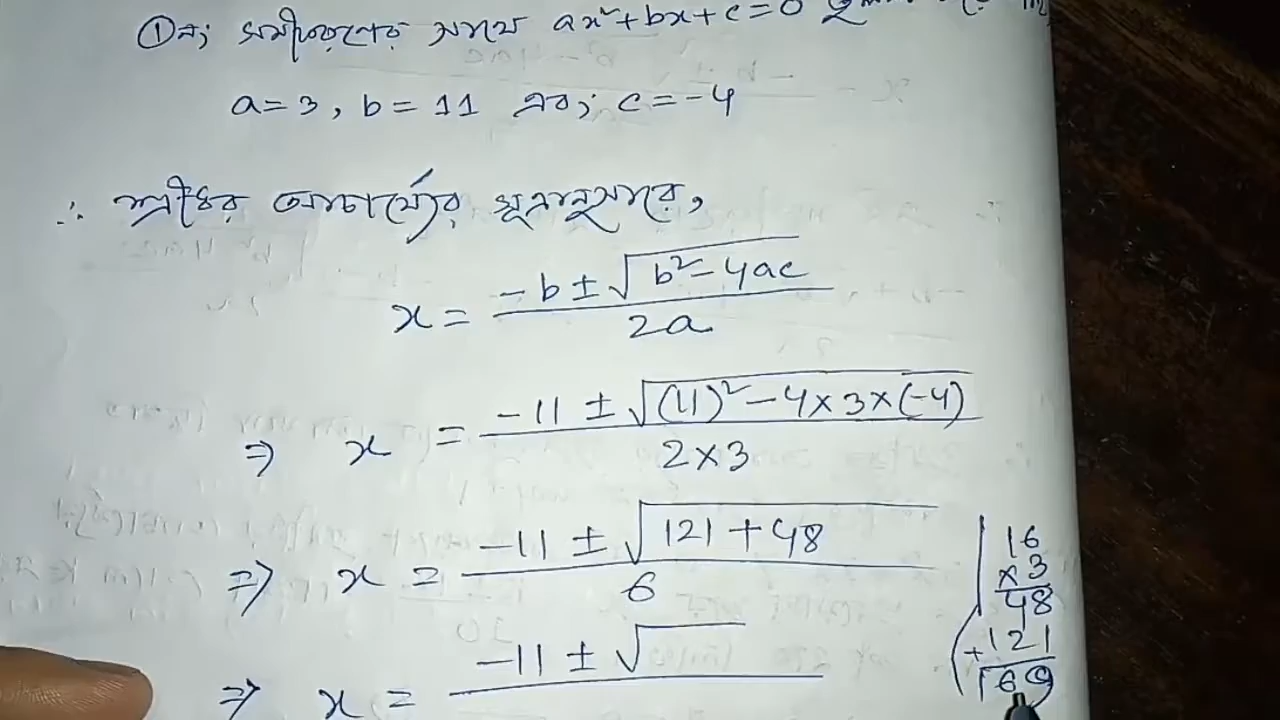 ①নং সমীকরণের সাথে ax²+bx+c=0 তুলনা করে
a=3, b=11 এবং c=-4
∴ শ্রীধর আচার্য্যের সূত্রানুসারে,
x = (-b ± √(b²-4ac)) / 2a
⇒ x = (-11 ± √((11)²-4×3×(-4))) / 2×3
⇒ x = (-11 ± √(121+48)) / 6
⇒ x = -11 ± √
16
×3
48
+121
169